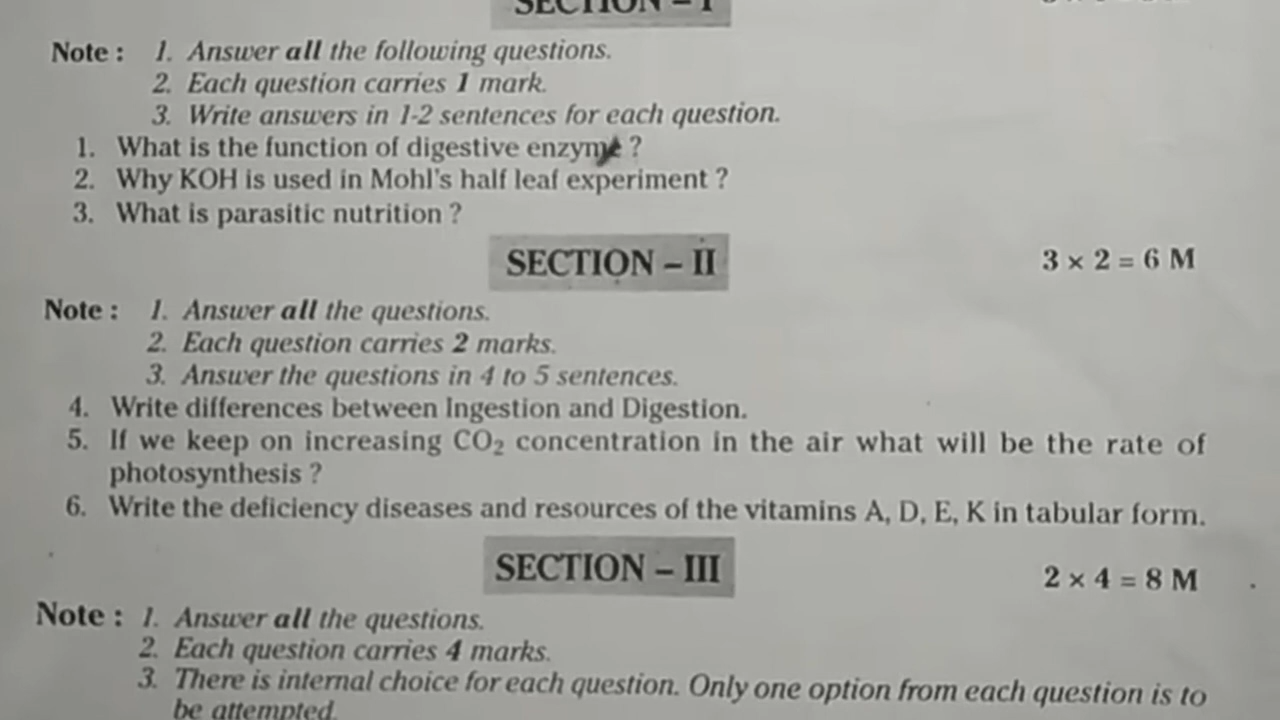 SECTION – I
Note : 1. Answer all the following questions.
2. Each question carries 1 mark.
3. Write answers in 1-2 sentences for each question.
1. What is the function of digestive enzyme ?
2. Why KOH is used in Mohl's half leaf experiment ?
3. What is parasitic nutrition ?
SECTION – II
3 × 2 = 6 M
Note : 1. Answer all the questions.
2. Each question carries 2 marks.
3. Answer the questions in 4 to 5 sentences.
4. Write differences between Ingestion and Digestion.
5. If we keep on increasing CO₂ concentration in the air what will be the rate of
photosynthesis ?
6. Write the deficiency diseases and resources of the vitamins A, D, E, K in tabular form.
SECTION – III
2 × 4 = 8 M
Note : 1. Answer all the questions.
2. Each question carries 4 marks.
3. There is internal choice for each question. Only one option from each question is to
be attempted.